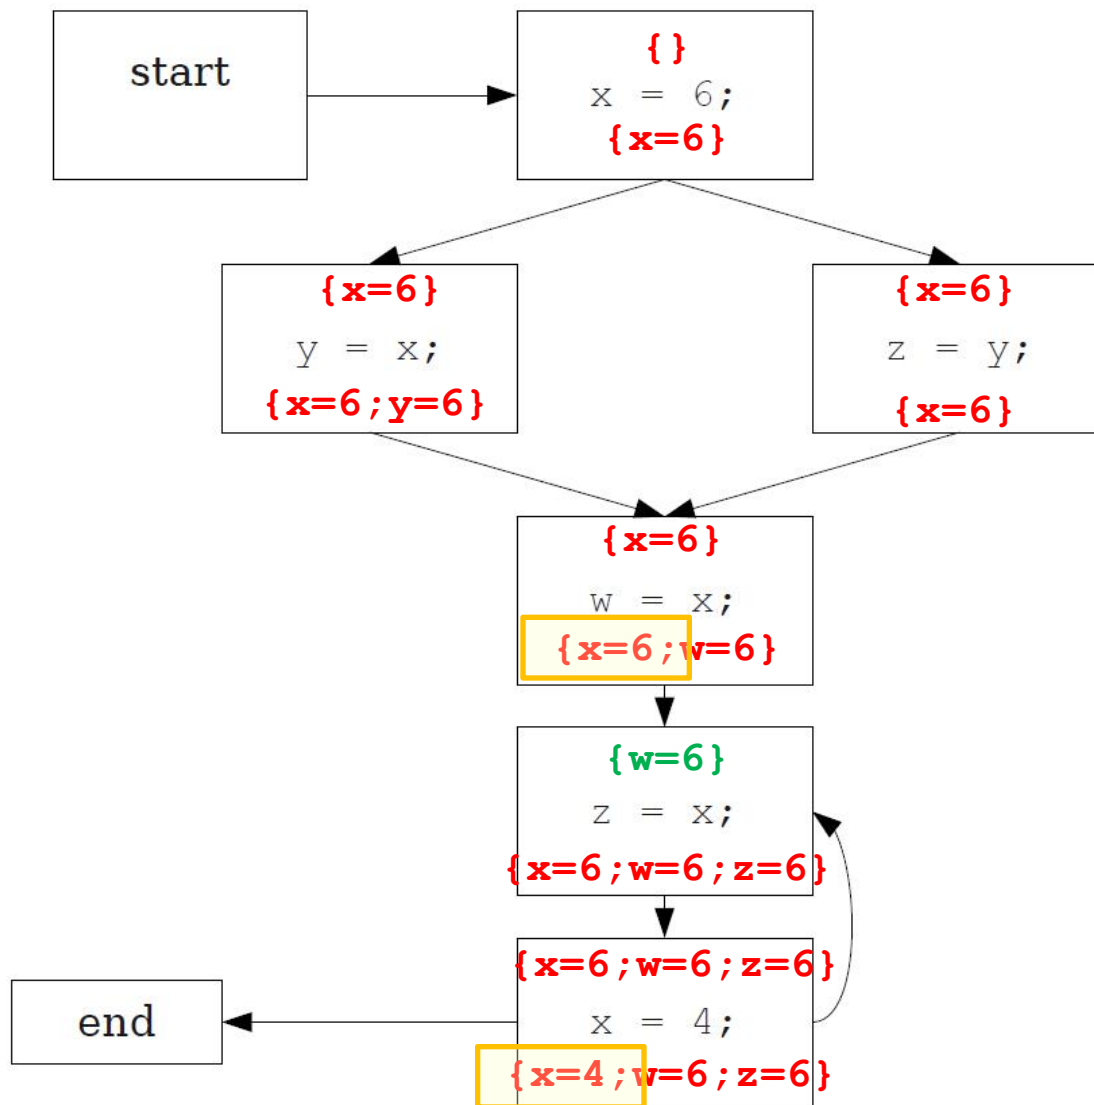 start
{}
x = 6;
{x=6}
{x=6}
y = x;
{x=6;y=6}
{x=6}
z = y;
{x=6}
{x=6}
w = x;
{x=6;w=6}
{w=6}
z = x;
{x=6;w=6;z=6}
{x=6;w=6;z=6}
x = 4;
{x=4;w=6;z=6}
end